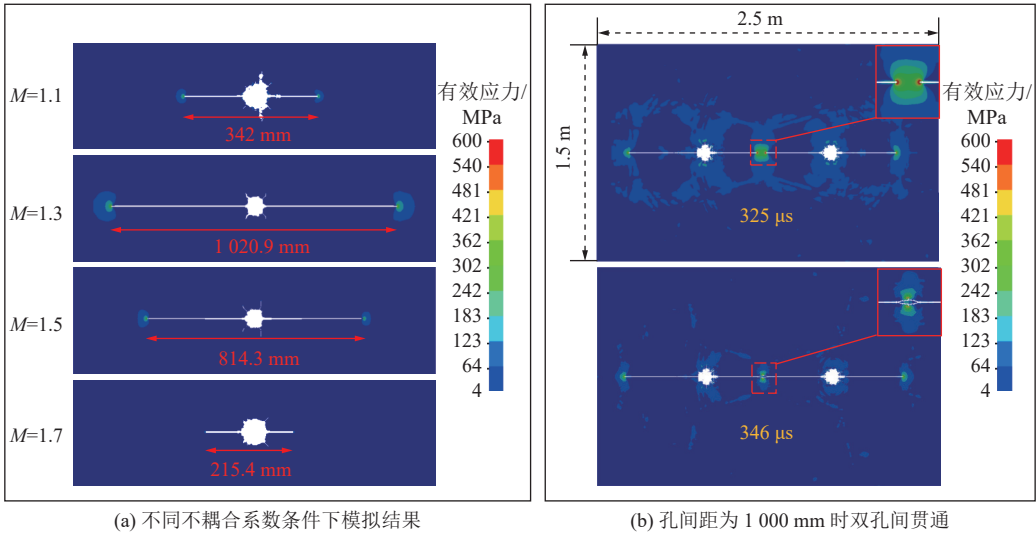 M=1.1
342 mm
M=1.3
1 020.9 mm
M=1.5
814.3 mm
M=1.7
215.4 mm
有效应力/
MPa
600
540
481
421
362
302
242
183
123
64
4
(a) 不同不耦合系数条件下模拟结果
2.5 m
1.5 m
325 μs
346 μs
有效应力/
MPa
600
540
481
421
362
302
242
183
123
64
4
(b) 孔间距为 1 000 mm 时双孔间贯通